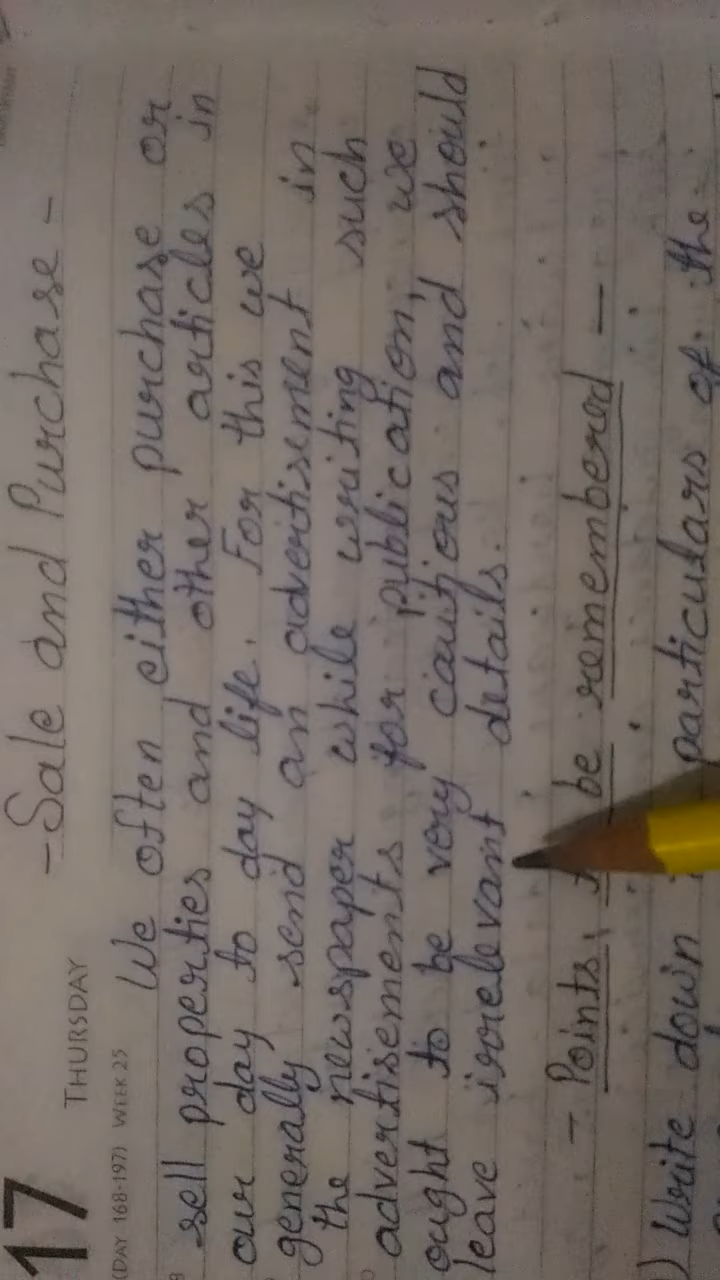 17 THURSDAY
(DAY 168-197) WEEK 25
- Sale and Purchase -
We often either purchase or
sell properties and other articles in
our day to day life. For this we
generally send an advertisement in
the newspaper while writing such
advertisements for publication, we
ought to be very cautious and should
leave irrelevant details.
- Points, be remembered -
) Write down particulars of the